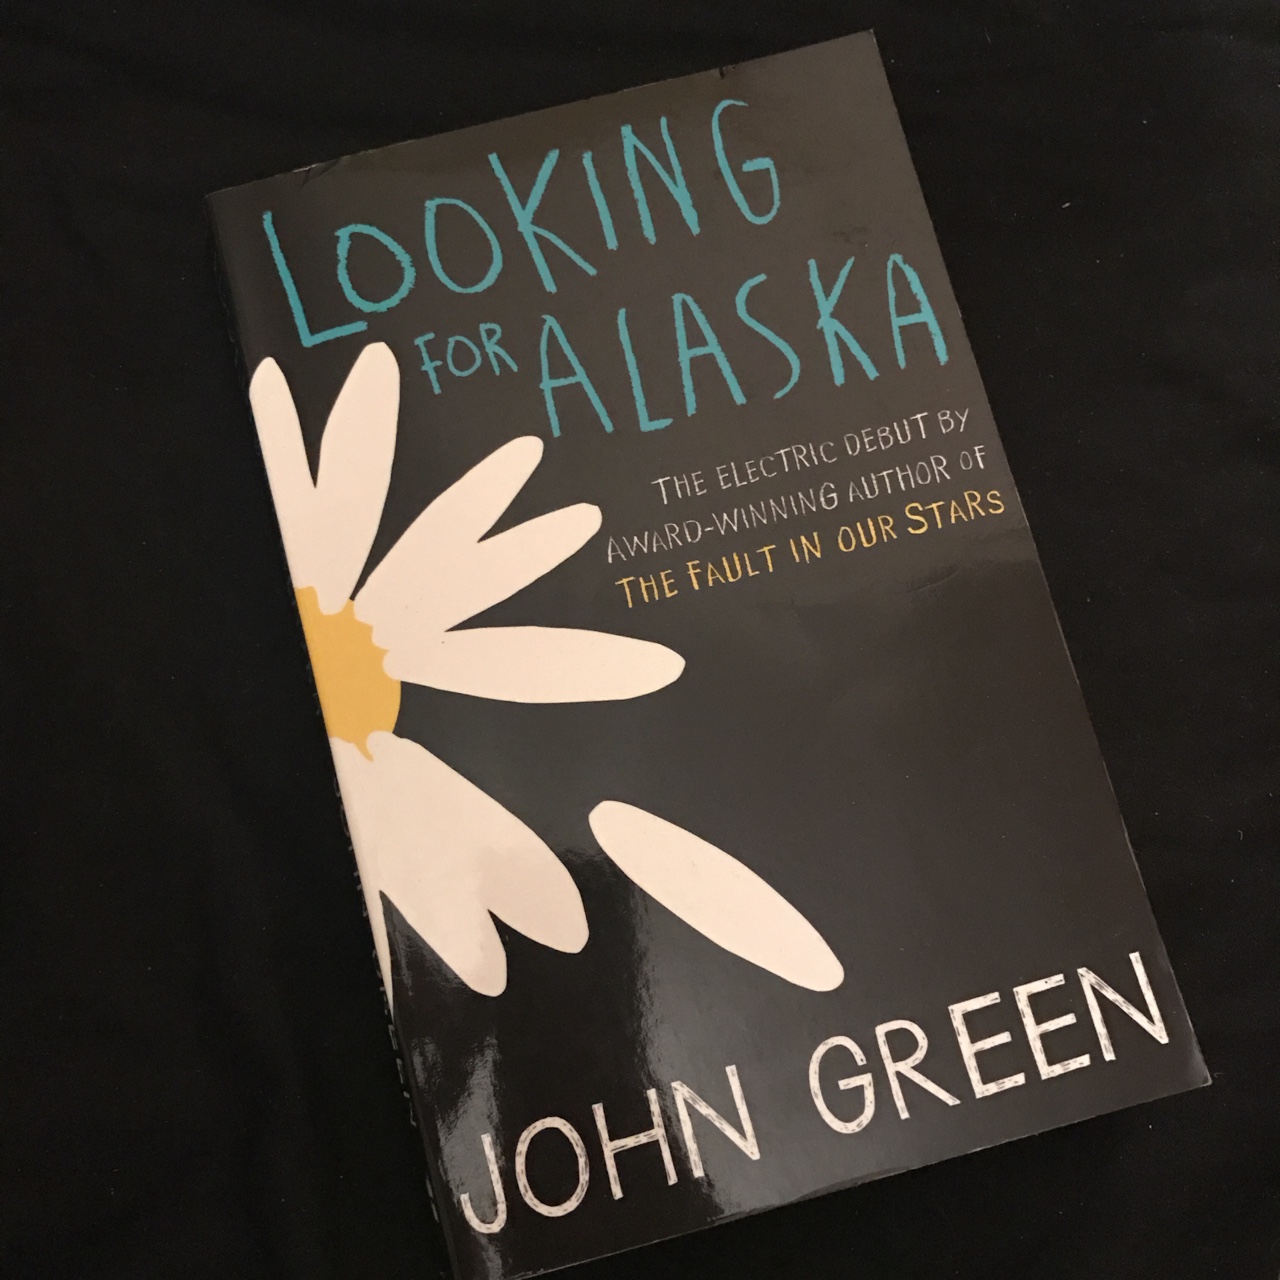 LOOKING
FOR ALASKA
THE ELECTRIC DEBUT BY
AWARD-WINNING AUTHOR OF
THE FAULT IN OUR STARS
JOHN GREEN